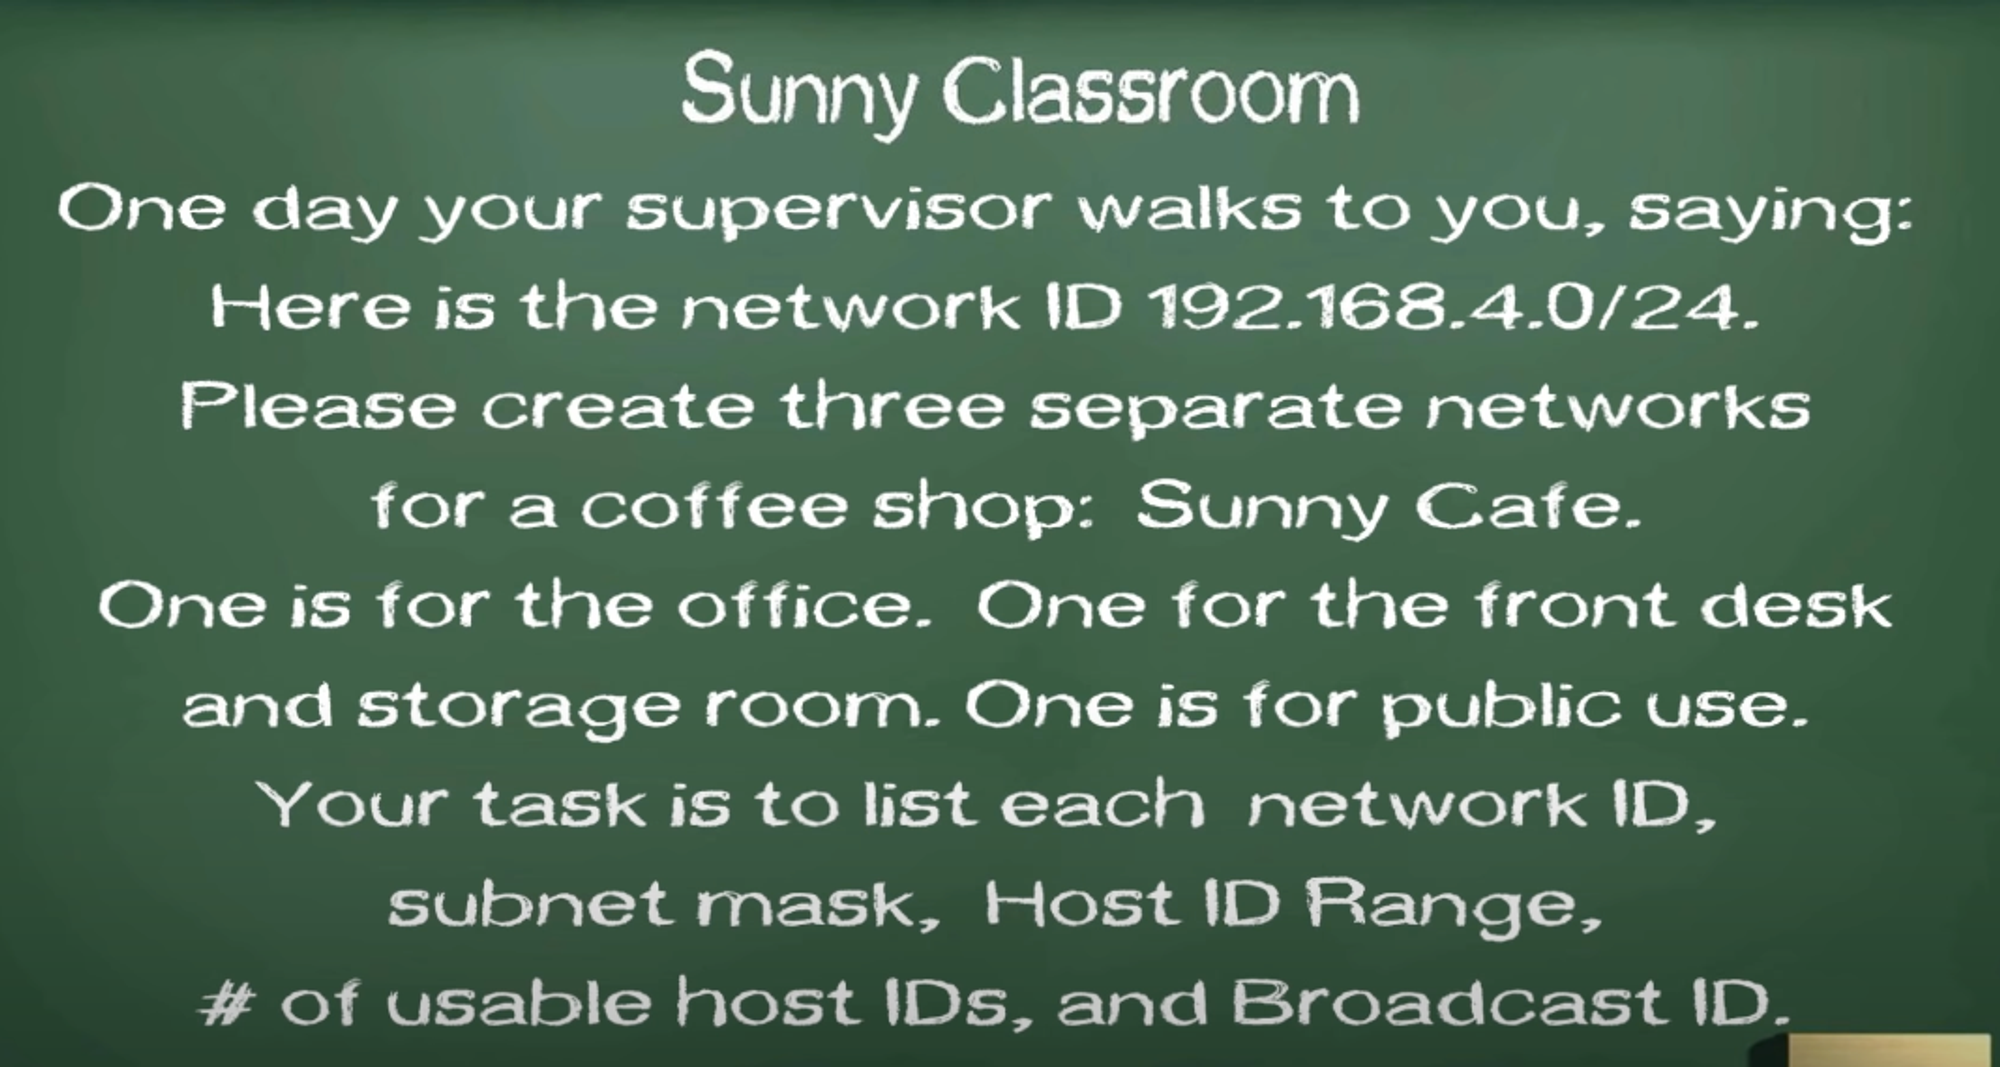 Sunny Classroom
One day your supervisor walks to you, saying:
Here is the network ID 192.168.4.0/24.
Please create three separate networks
for a coffee shop: Sunny Cafe.
One is for the office. One for the front desk
and storage room. One is for public use.
Your task is to list each network ID,
subnet mask, Host ID Range,
# of usable host IDs, and Broadcast ID.